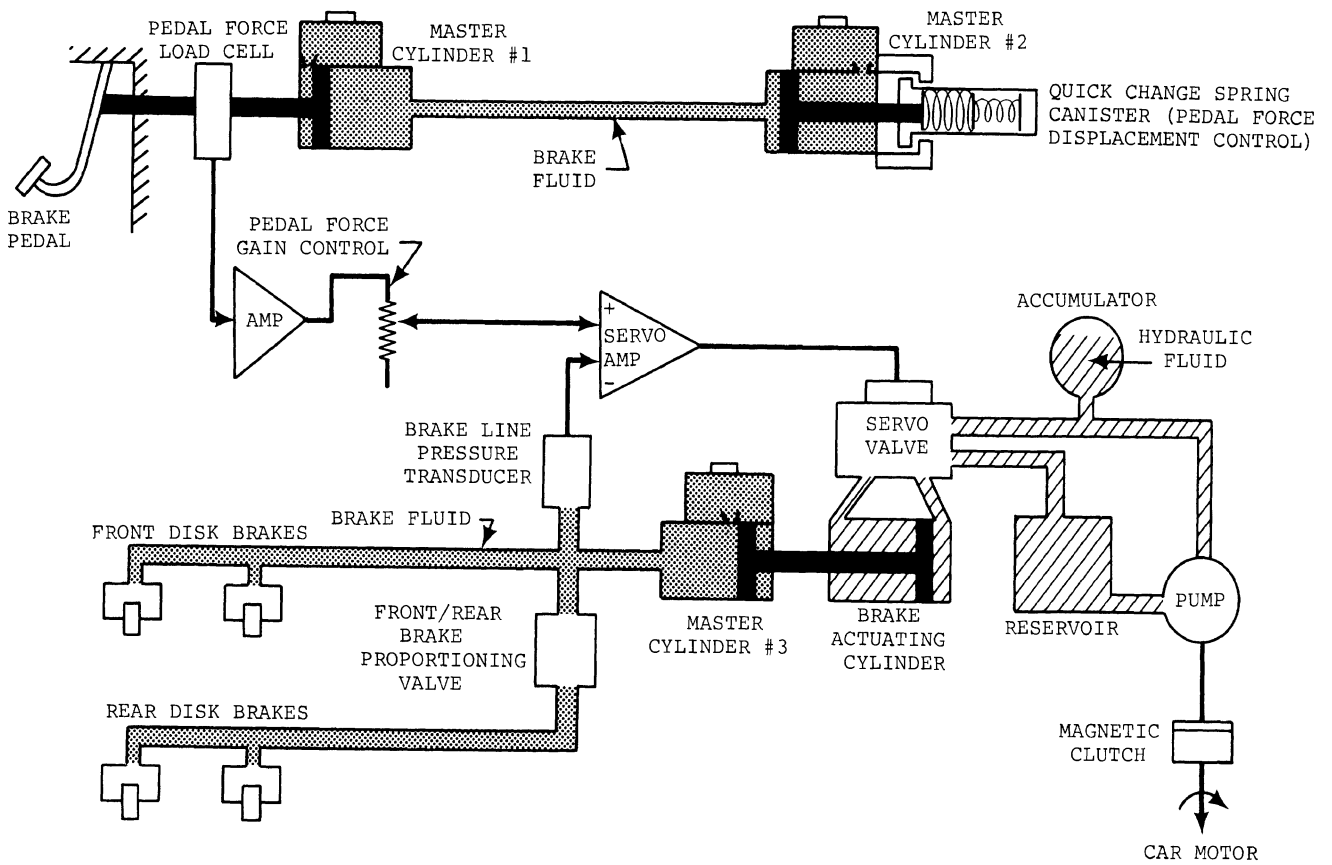 PEDAL FORCE
LOAD CELL
MASTER
CYLINDER #1
MASTER
CYLINDER #2
QUICK CHANGE SPRING
CANISTER (PEDAL FORCE
DISPLACEMENT CONTROL)
BRAKE
FLUID
BRAKE
PEDAL
PEDAL FORCE
GAIN CONTROL
AMP
+
SERVO
AMP
-
ACCUMULATOR
HYDRAULIC
FLUID
SERVO
VALVE
BRAKE LINE
PRESSURE
TRANSDUCER
BRAKE FLUID
FRONT DISK BRAKES
FRONT/REAR
BRAKE
PROPORTIONING
VALVE
MASTER
CYLINDER #3
BRAKE
ACTUATING
CYLINDER
RESERVOIR
PUMP
REAR DISK BRAKES
MAGNETIC
CLUTCH
CAR MOTOR